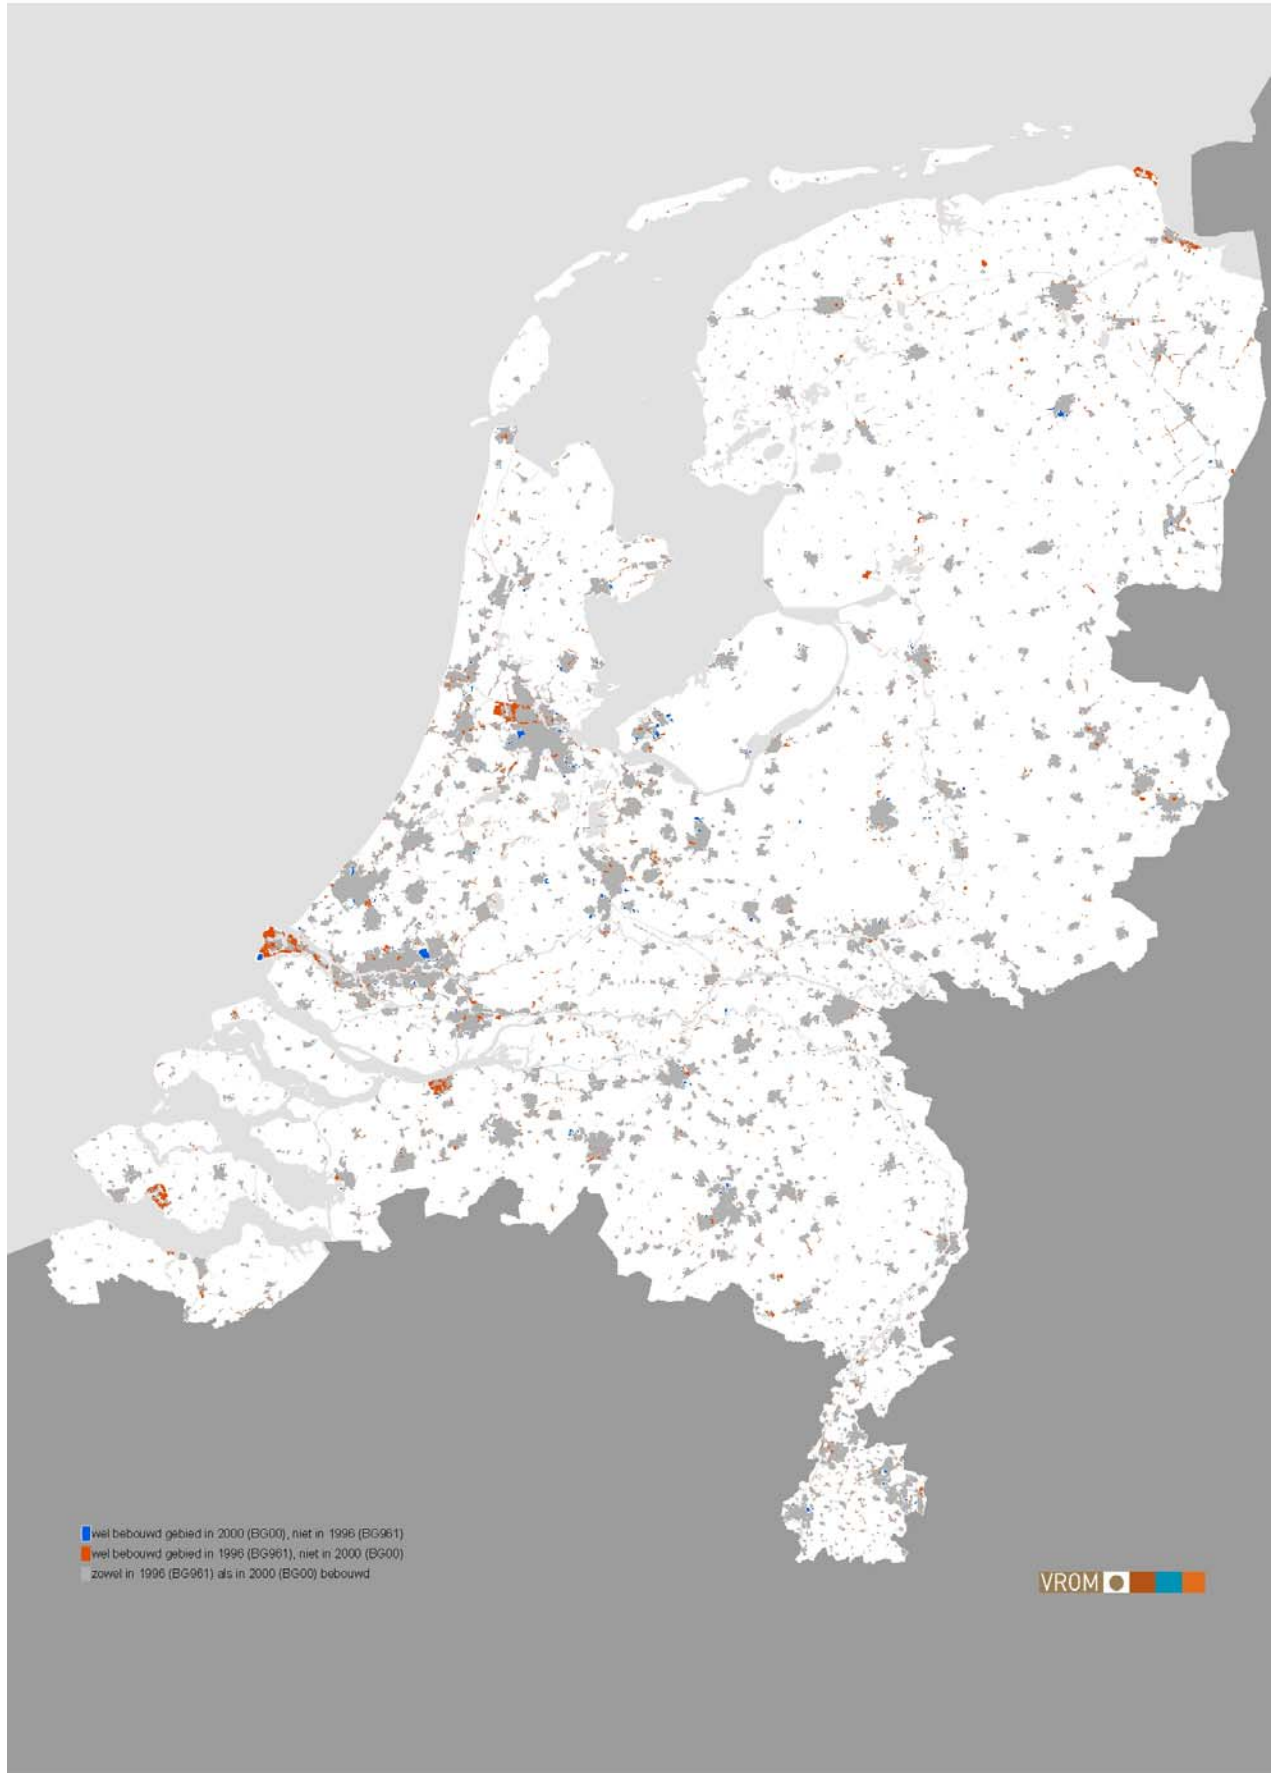 wel bebouwd gebied in 2000 (BG00), niet in 1996 (BG961)
wel bebouwd gebied in 1996 (BG961), niet in 2000 (BG00)
zowel in 1996 (BG961) als in 2000 (BG00) bebouwd
VROM